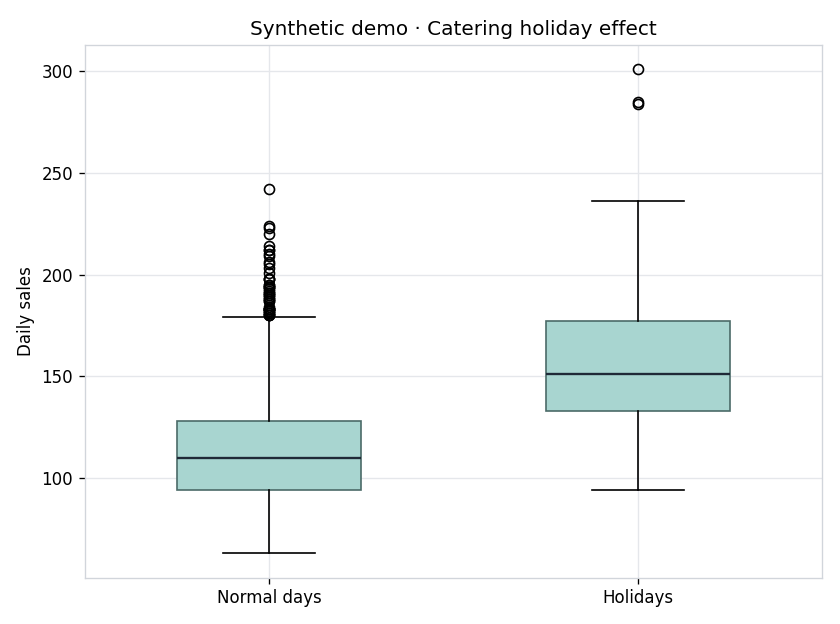 Synthetic demo · Catering holiday effect
300
250
200
150
100
Daily sales
Normal days
Holidays